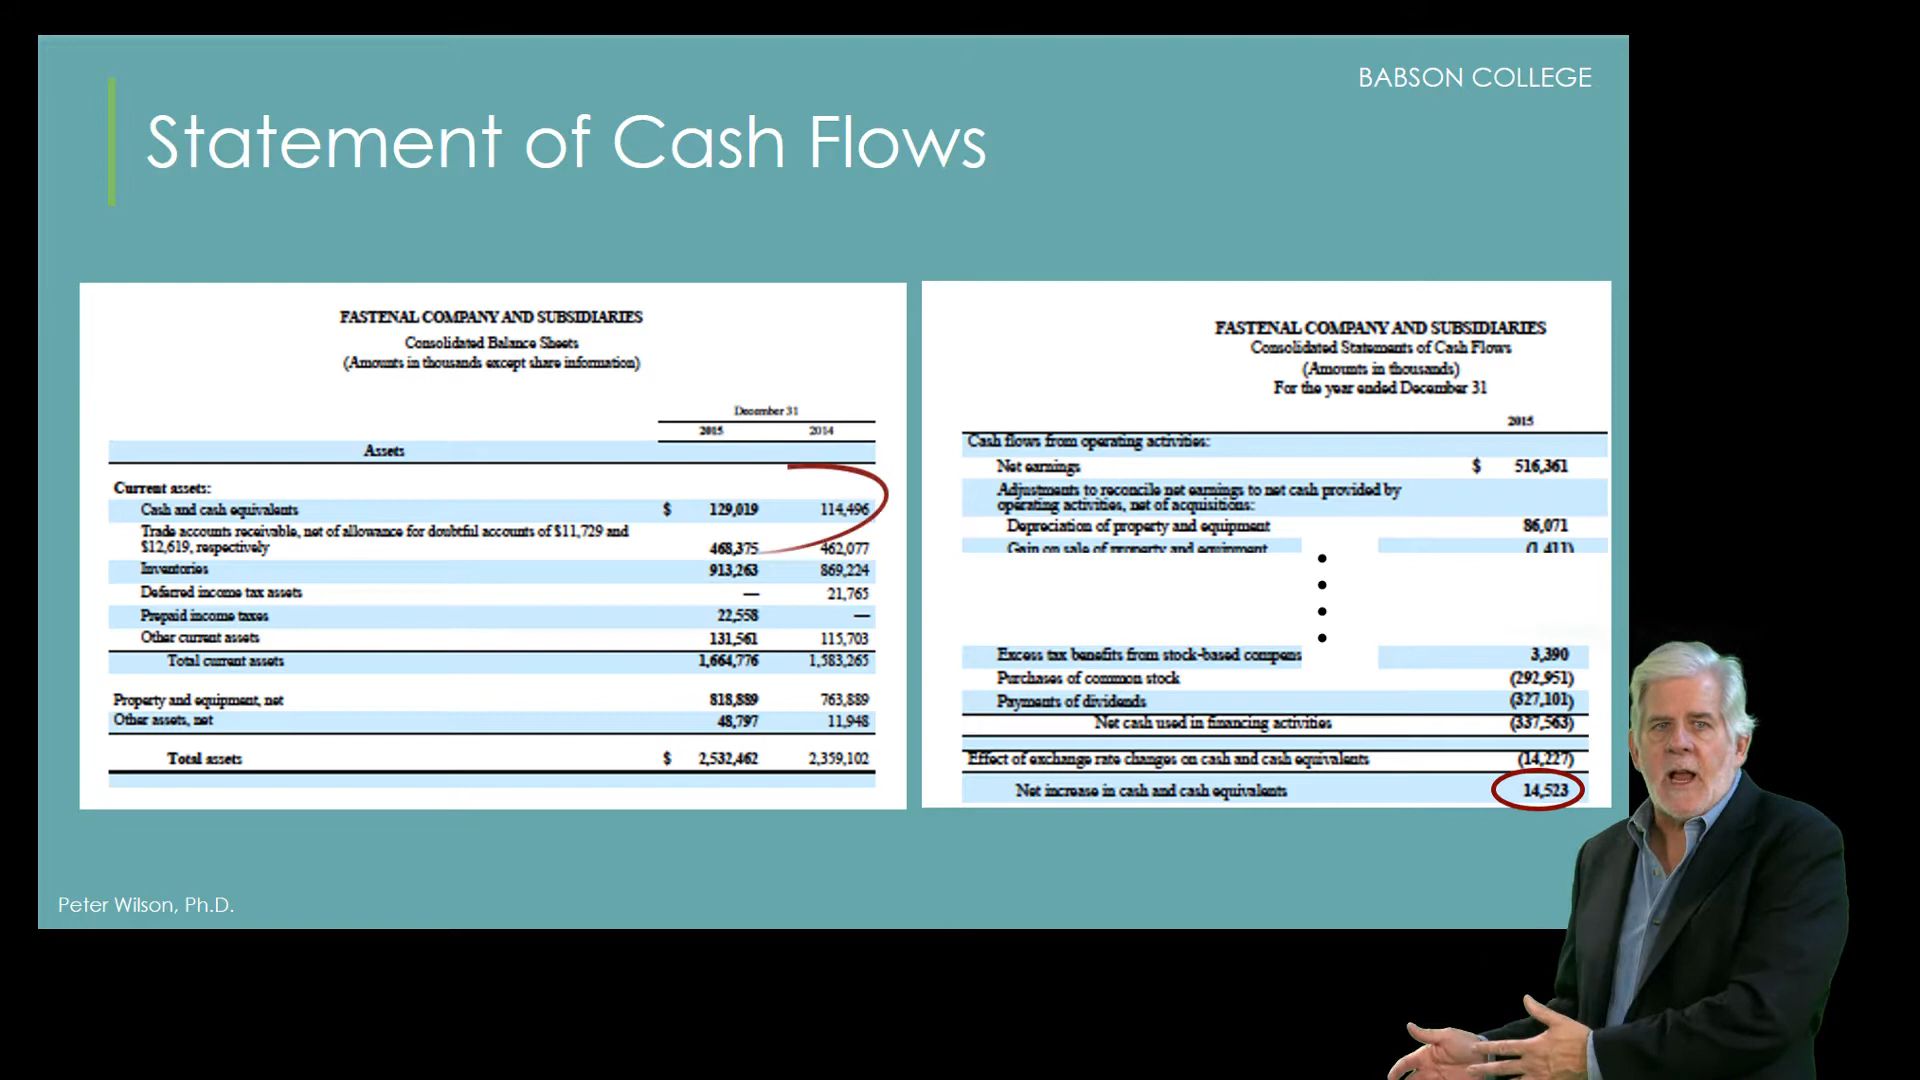 BABSON COLLEGE
Statement of Cash Flows
FASTENAL COMPANY AND SUBSIDIARIES
Consolidated Balance Sheets
(Amounts in thousands except share information)
December 31
2015 2014
Assets
Current assets:
Cash and cash equivalents $ 129,019 114,496
Trade accounts receivable, net of allowance for doubtful accounts of $11,729 and
$12,619, respectively 468,375 462,077
Inventories 913,263 869,224
Deferred income tax assets — 21,765
Prepaid income taxes 22,558 —
Other current assets 131,561 115,703
Total current assets 1,664,776 1,583,265
Property and equipment, net 818,889 763,889
Other assets, net 48,797 11,948
Total assets $ 2,532,462 2,359,102
FASTENAL COMPANY AND SUBSIDIARIES
Consolidated Statements of Cash Flows
(Amounts in thousands)
For the year ended December 31
2015
Cash flows from operating activities:
Net earnings $ 516,361
Adjustments to reconcile net earnings to net cash provided by
operating activities, net of acquisitions:
Depreciation of property and equipment 86,071
Gain on sale of property and equipment (1,411)
Excess tax benefits from stock-based compens 3,390
Purchases of common stock (292,951)
Payments of dividends (327,101)
Net cash used in financing activities (337,563)
Effect of exchange rate changes on cash and cash equivalents (14,227)
Net increase in cash and cash equivalents 14,523
Peter Wilson, Ph.D.